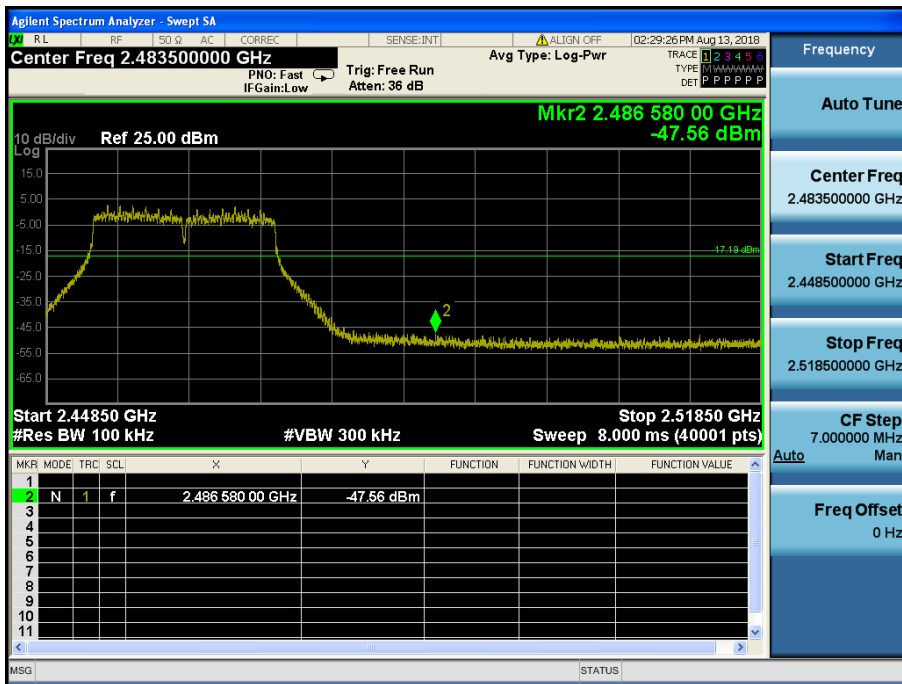 Agilent Spectrum Analyzer - Swept SA
LXI RL RF 50 Ω AC CORREC SENSE:INT ALIGN OFF 02:29:26 PM Aug 13, 2018
Center Freq 2.483500000 GHz
PNO: Fast
IFGain:Low
Trig: Free Run
Atten: 36 dB
Avg Type: Log-Pwr
TRACE 1 2 3 4 5 6
TYPE M WWWWW
DET P P P P P P
Mkr2 2.486 580 00 GHz
-47.56 dBm
10 dB/div Ref 25.00 dBm
Log
15.0
5.00
-5.00
-15.0
-17.19 dBm
-25.0
-35.0
-45.0
-55.0
-65.0
2
Start 2.44850 GHz Stop 2.51850 GHz
#Res BW 100 kHz #VBW 300 kHz Sweep 8.000 ms (40001 pts)
MKR MODE TRC SCL X Y FUNCTION FUNCTION WIDTH FUNCTION VALUE
1
2 N 1 f 2.486 580 00 GHz -47.56 dBm
3
4
5
6
7
8
9
10
11
MSG STATUS
Frequency
Auto Tune
Center Freq
2.483500000 GHz
Start Freq
2.448500000 GHz
Stop Freq
2.518500000 GHz
CF Step
7.000000 MHz
Auto Man
Freq Offset
0 Hz